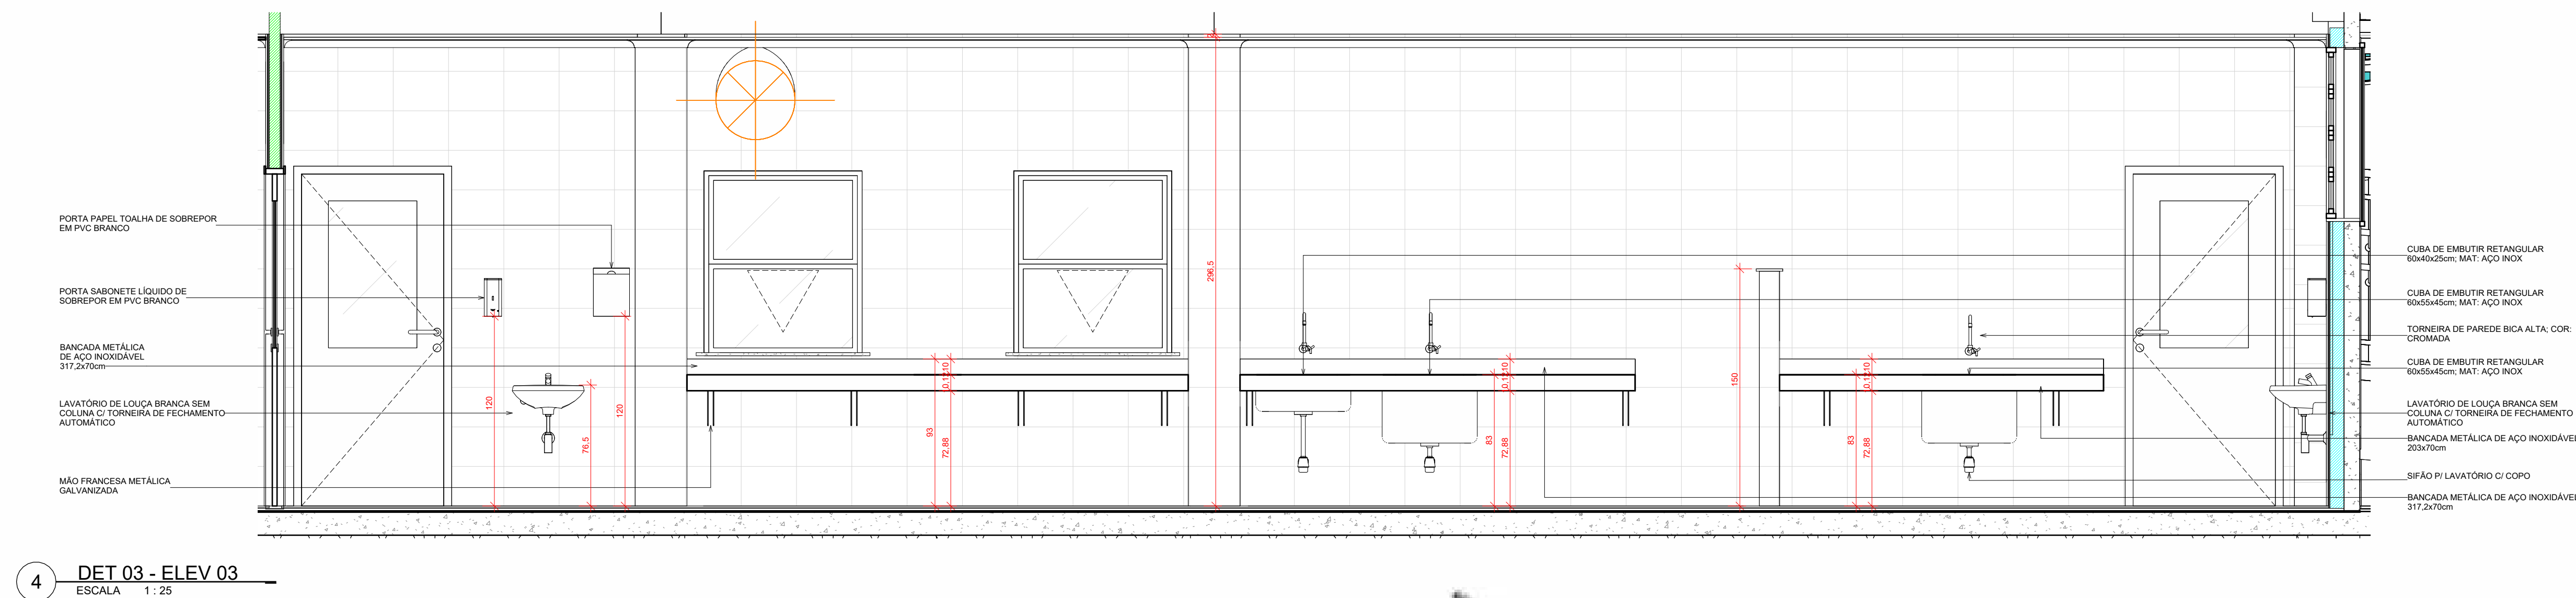 PORTA PAPEL TOALHA DE SOBREPOR
EM PVC BRANCO
PORTA SABONETE LÍQUIDO DE
SOBREPOR EM PVC BRANCO
BANCADA METÁLICA
DE AÇO INOXIDÁVEL
317,2x70cm
LAVATÓRIO DE LOUÇA BRANCA SEM
COLUNA C/ TORNEIRA DE FECHAMENTO
AUTOMÁTICO
MÃO FRANCESA METÁLICA
GALVANIZADA
120
76,5
120
93
72,88
10
296,5
83
72,88
10
150
83
72,88
10
CUBA DE EMBUTIR RETANGULAR
60x40x25cm; MAT: AÇO INOX
CUBA DE EMBUTIR RETANGULAR
60x55x45cm; MAT: AÇO INOX
TORNEIRA DE PAREDE BICA ALTA; COR:
CROMADA
CUBA DE EMBUTIR RETANGULAR
60x55x45cm; MAT: AÇO INOX
LAVATÓRIO DE LOUÇA BRANCA SEM
COLUNA C/ TORNEIRA DE FECHAMENTO
AUTOMÁTICO
BANCADA METÁLICA DE AÇO INOXIDÁVEL
203x70cm
SIFÃO P/ LAVATÓRIO C/ COPO
BANCADA METÁLICA DE AÇO INOXIDÁVEL
317,2x70cm
4
DET 03 - ELEV 03
ESCALA 1 : 25